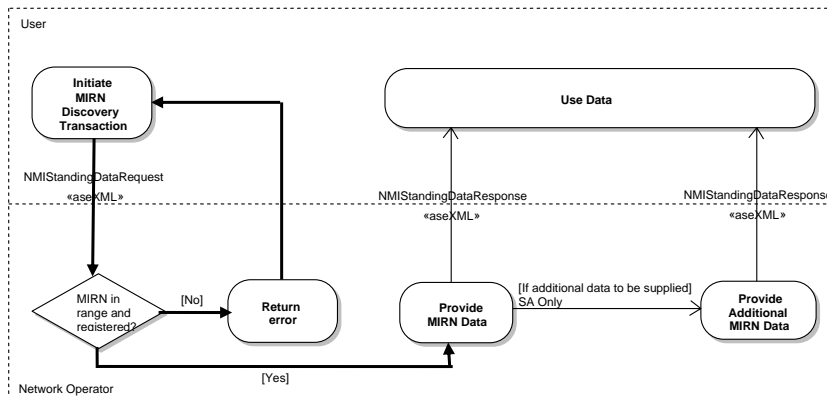 User
Initiate
MIRN
Discovery
Transaction
Use Data
NMIStandingDataRequest
«aseXML»
NMIStandingDataResponse
«aseXML»
NMIStandingDataResponse
«aseXML»
MIRN in
range and
registered?
[No]
Return
error
Provide
MIRN Data
[If additional data to be supplied]
SA Only
Provide
Additional
MIRN Data
[Yes]
Network Operator